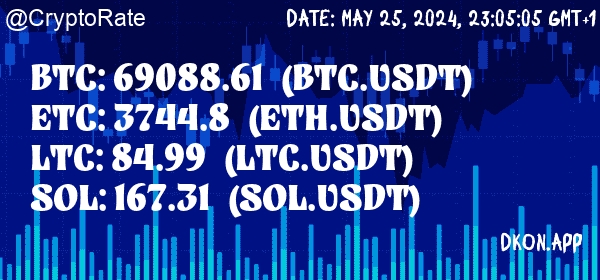 @CryptoRate
DATE: MAY 25, 2024, 23:05:05 GMT+1
BTC: 69088.61 (BTC.USDT)
ETC: 3744.8 (ETH.USDT)
LTC: 84.99 (LTC.USDT)
SOL: 167.31 (SOL.USDT)
DKON.APP